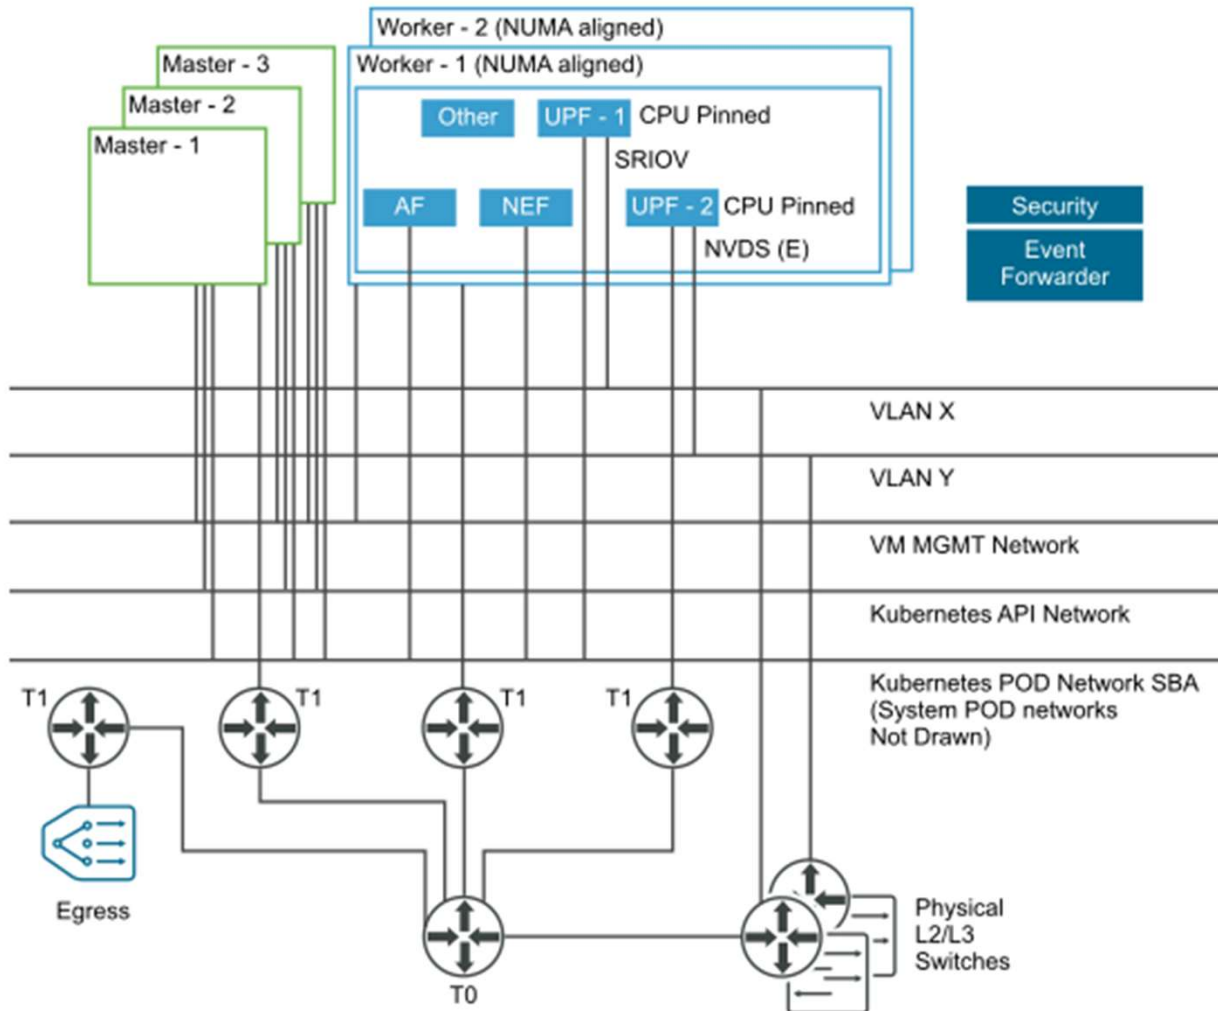 Worker - 2 (NUMA aligned)
Master - 3
Worker - 1 (NUMA aligned)
Master - 2
Other
UPF - 1
CPU Pinned
Master - 1
SRIOV
AF
NEF
UPF - 2
CPU Pinned
Security
NVDS (E)
Event
Forwarder
VLAN X
VLAN Y
VM MGMT Network
Kubernetes API Network
T1
T1
T1
T1
Kubernetes POD Network SBA
(System POD networks
Not Drawn)
Egress
Physical
L2/L3
Switches
T0